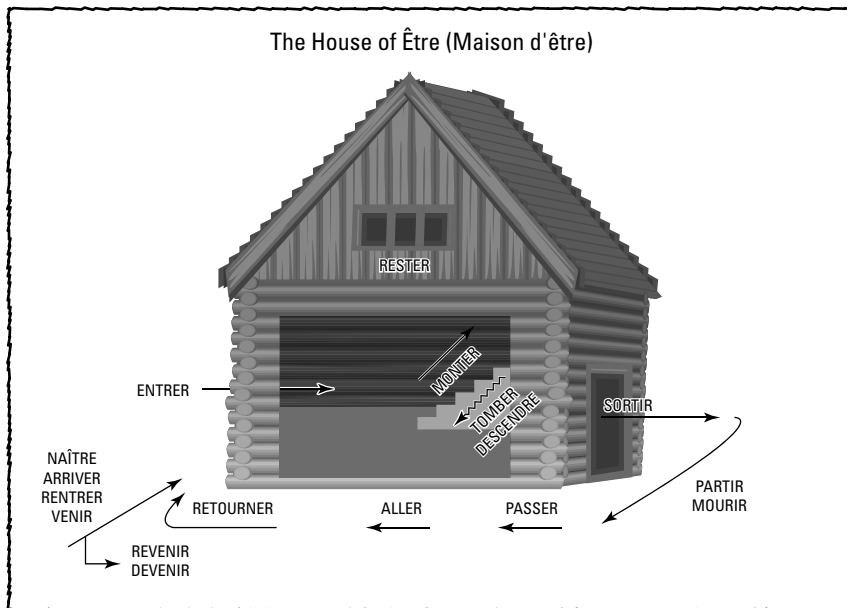 The House of Être (Maison d'être)
RESTER
MONTER
ENTRER
TOMBER
DESCENDRE
SORTIR
NAÎTRE
ARRIVER
RENTRER
VENIR
RETOURNER
ALLER
PASSER
PARTIR
MOURIR
REVENIR
DEVENIR